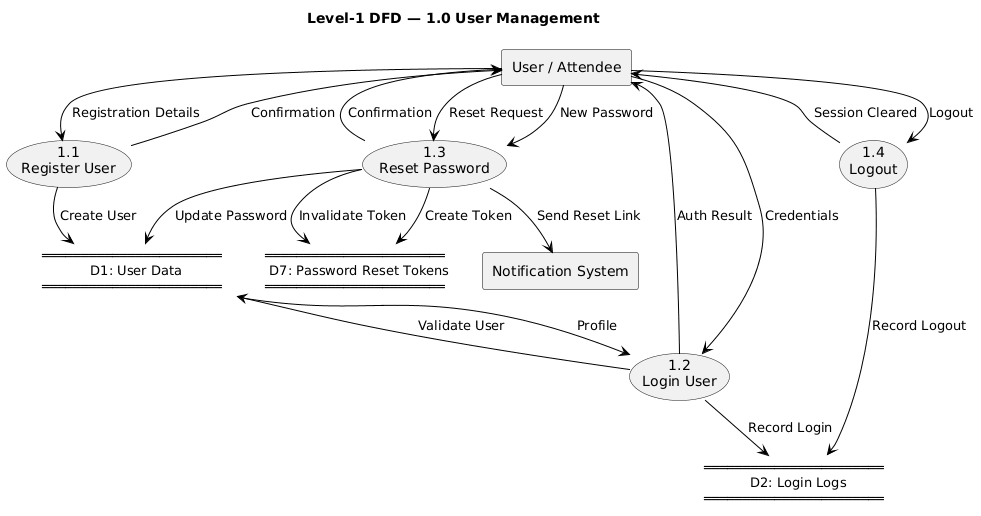 Level-1 DFD — 1.0 User Management
User / Attendee
Registration Details
Confirmation
Confirmation
Reset Request
New Password
Session Cleared
Logout
1.1
Register User
1.3
Reset Password
1.4
Logout
Create User
Update Password
Invalidate Token
Create Token
Send Reset Link
Auth Result
Credentials
D1: User Data
D7: Password Reset Tokens
Notification System
Validate User
Profile
Record Logout
1.2
Login User
Record Login
D2: Login Logs